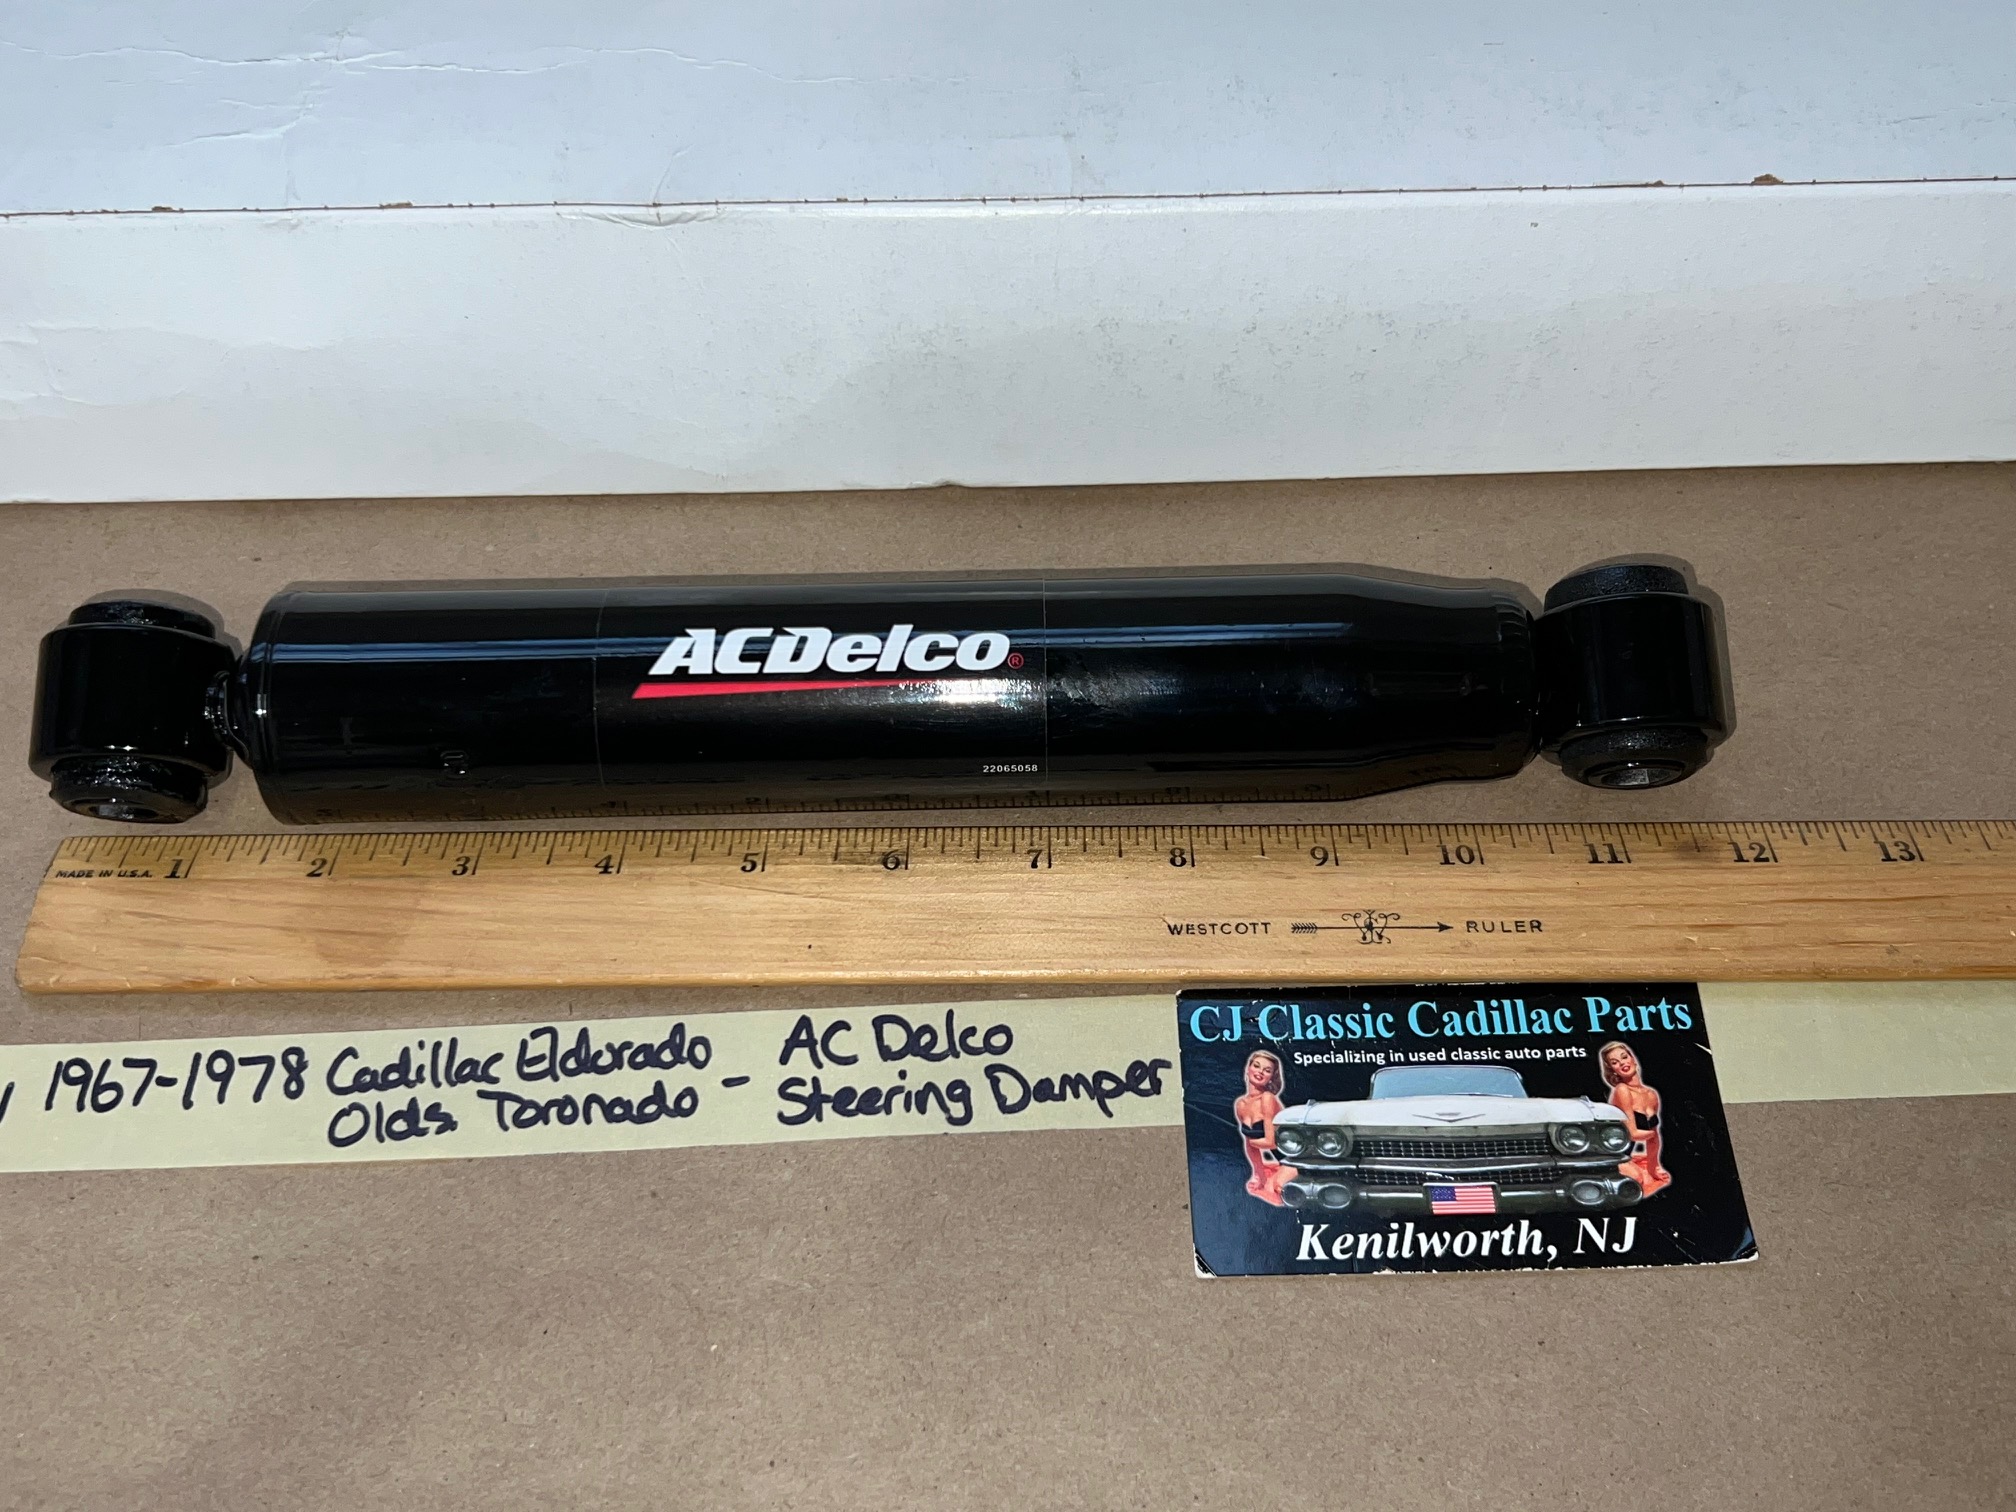 ACDelco®
22065058
MADE IN U.S.A. 1 2 3 4 5 6 7 8 9 10 11 12 13
WESTCOTT RULER
1967-1978 Cadillac Eldorado - AC Delco
Olds Toronado Steering Damper
CJ Classic Cadillac Parts
Specializing in used classic auto parts
Kenilworth, NJ